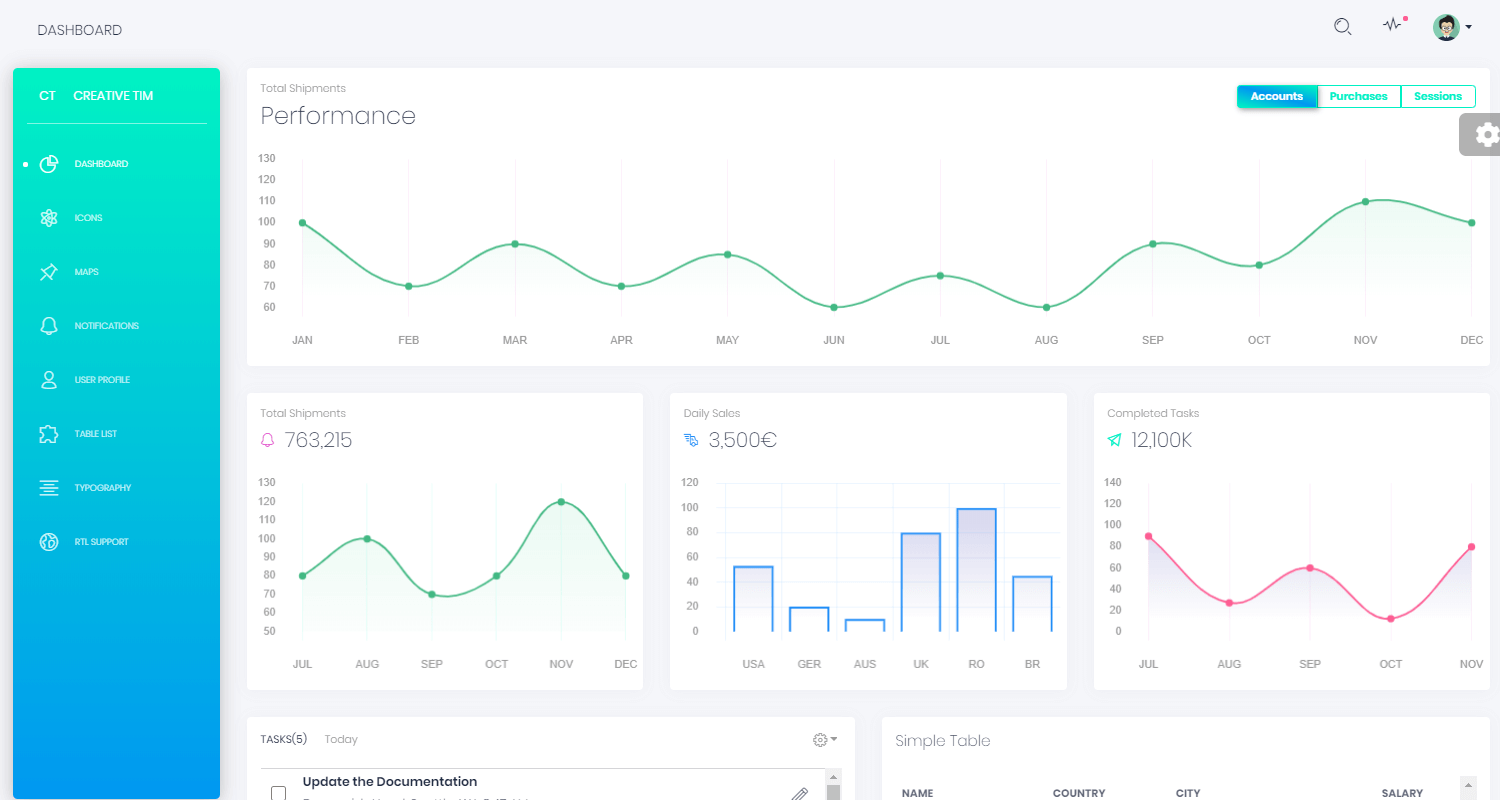 DASHBOARD
CT CREATIVE TIM
DASHBOARD
ICONS
MAPS
NOTIFICATIONS
USER PROFILE
TABLE LIST
TYPOGRAPHY
RTL SUPPORT
Total Shipments
Performance
Accounts Purchases Sessions
130
120
110
100
90
80
70
60
JAN FEB MAR APR MAY JUN JUL AUG SEP OCT NOV DEC
Total Shipments
763,215
130
120
110
100
90
80
70
60
50
JUL AUG SEP OCT NOV DEC
Daily Sales
3,500€
120
100
80
60
40
20
0
USA GER AUS UK RO BR
Completed Tasks
12,100K
140
120
100
80
60
40
20
0
JUL AUG SEP OCT NOV
TASKS(5) Today
Update the Documentation
Simple Table
NAME COUNTRY CITY SALARY